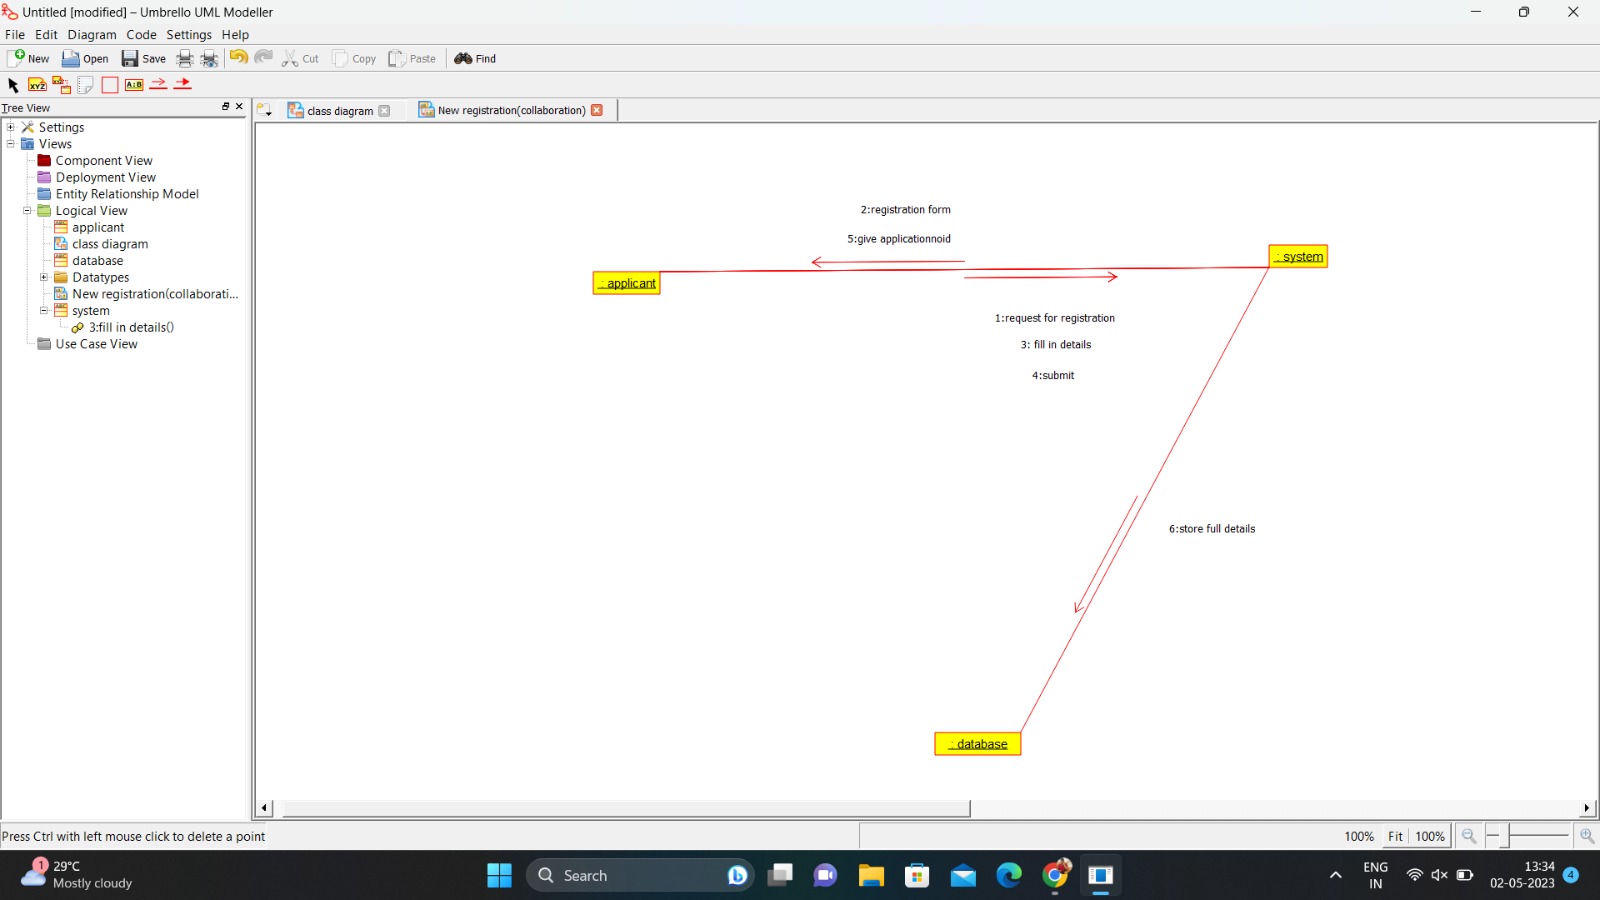 Untitled [modified] – Umbrello UML Modeller
File Edit Diagram Code Settings Help
New Open Save Cut Copy Paste Find
XYZ A:B
Tree View
class diagram
New registration(collaboration)
Settings
Views
Component View
Deployment View
Entity Relationship Model
Logical View
applicant
class diagram
database
Datatypes
New registration(collaborati...
system
3:fill in details()
Use Case View
2:registration form
5:give applicationnoid
: system
: applicant
1:request for registration
3: fill in details
4:submit
6:store full details
: database
Press Ctrl with left mouse click to delete a point
100% Fit 100%
1
29°C
Mostly cloudy
Search
ENG
IN
13:34
02-05-2023
4